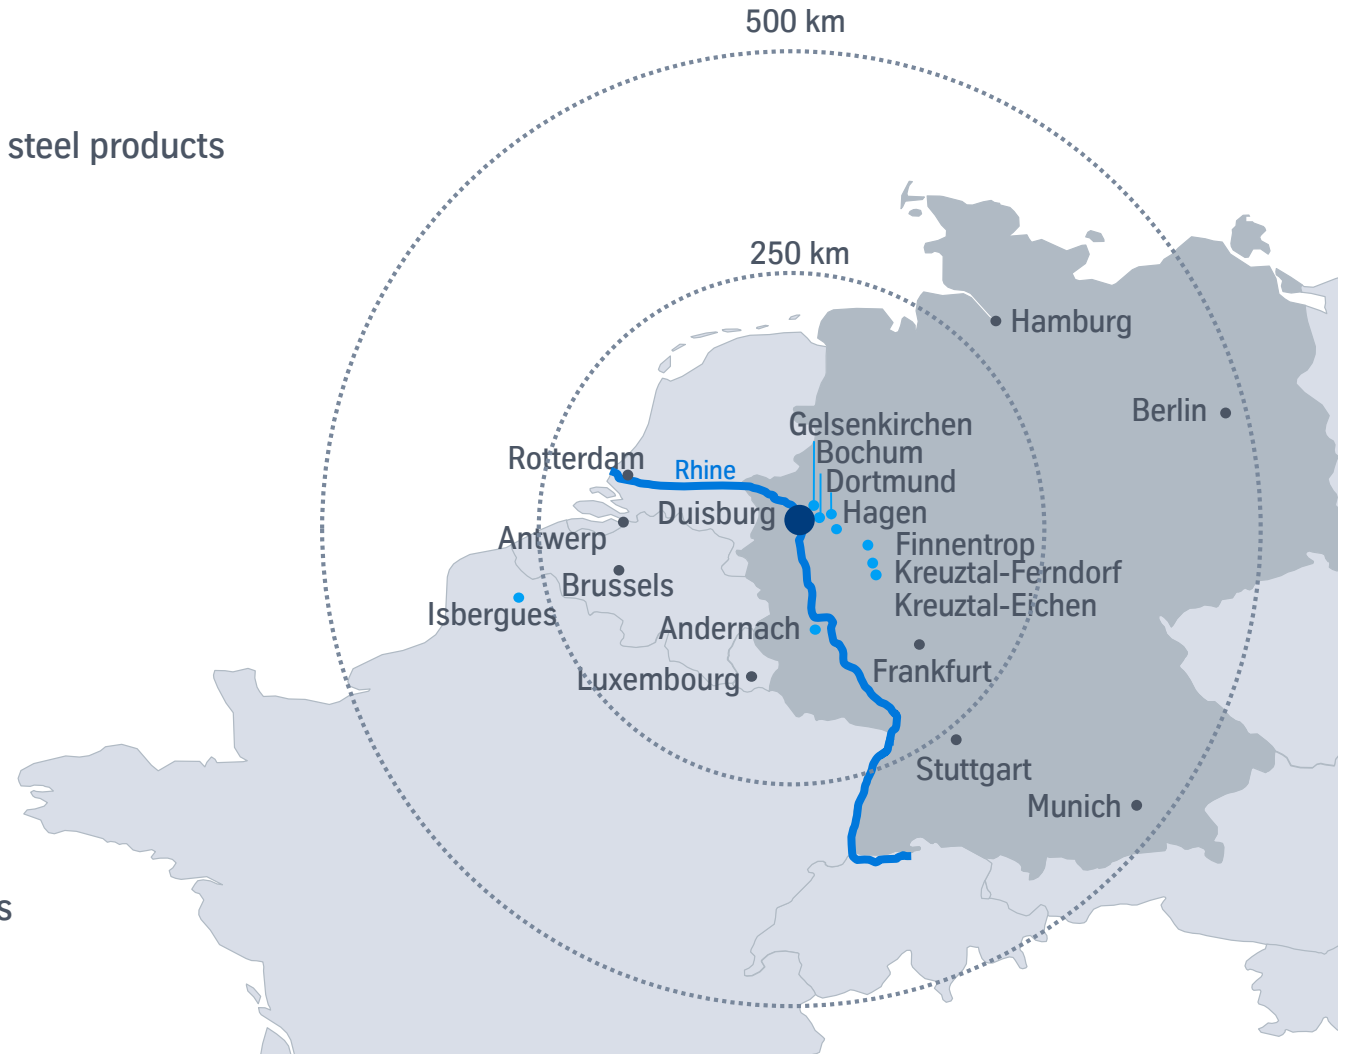 500 km
steel products
250 km
Hamburg
Berlin
Gelsenkirchen
Bochum
Rotterdam
Rhine
Dortmund
Duisburg
Hagen
Antwerp
Finnentrop
Kreuztal-Ferndorf
Brussels
Kreuztal-Eichen
Isbergues
Andernach
Frankfurt
Luxembourg
Stuttgart
Munich
s